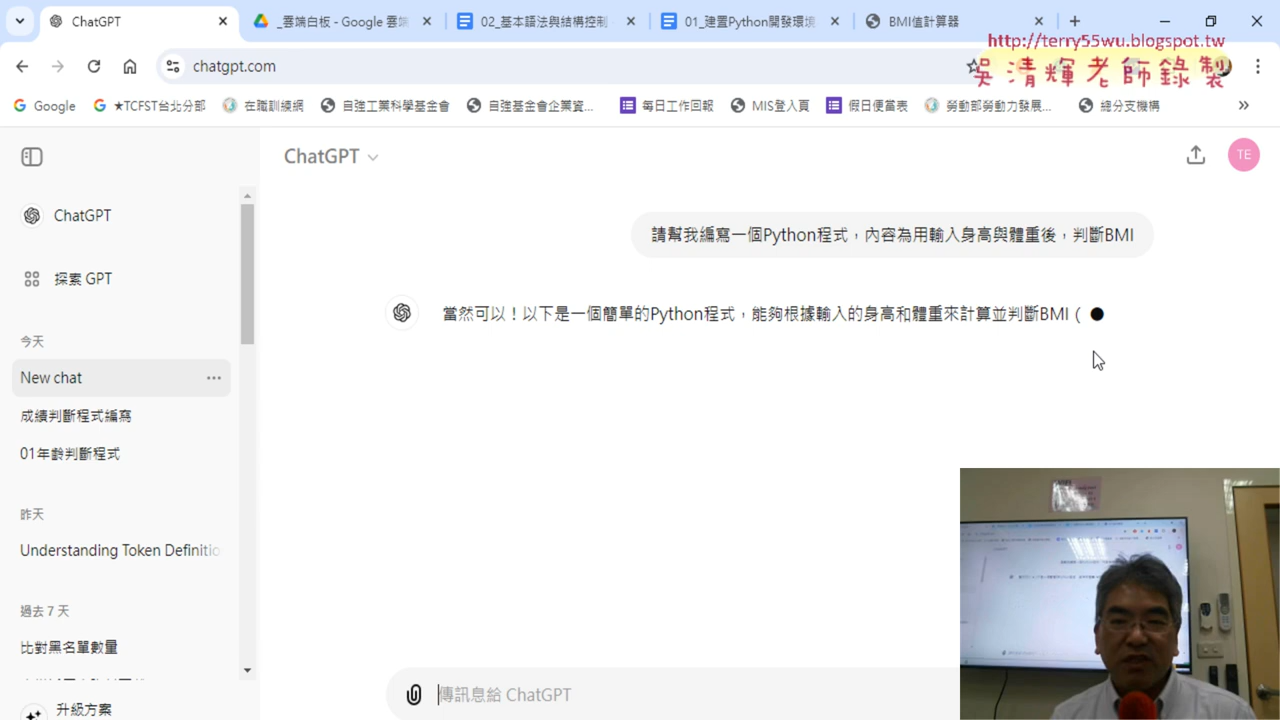 ChatGPT
_雲端白板 - Google 雲端
02_基本語法與結構控制
01_建置Python開發環境
BMI值計算器
http://terry55wu.blogspot.tw
吳清輝老師錄製
chatgpt.com
Google
★TCFST台北分部
在職訓練網
自強工業科學基金會
自強基金會企業資...
每日工作回報
MIS登入頁
假日便當表
勞動部勞動力發展...
總分支機構
ChatGPT
TE
ChatGPT
探索 GPT
今天
New chat
成績判斷程式編寫
01年齡判斷程式
昨天
Understanding Token Definitio
過去 7 天
比對黑名單數量
升級方案
請幫我編寫一個Python程式，內容為用輸入身高與體重後，判斷BMI
當然可以！以下是一個簡單的Python程式，能夠根據輸入的身高和體重來計算並判斷BMI（
傳訊息給 ChatGPT